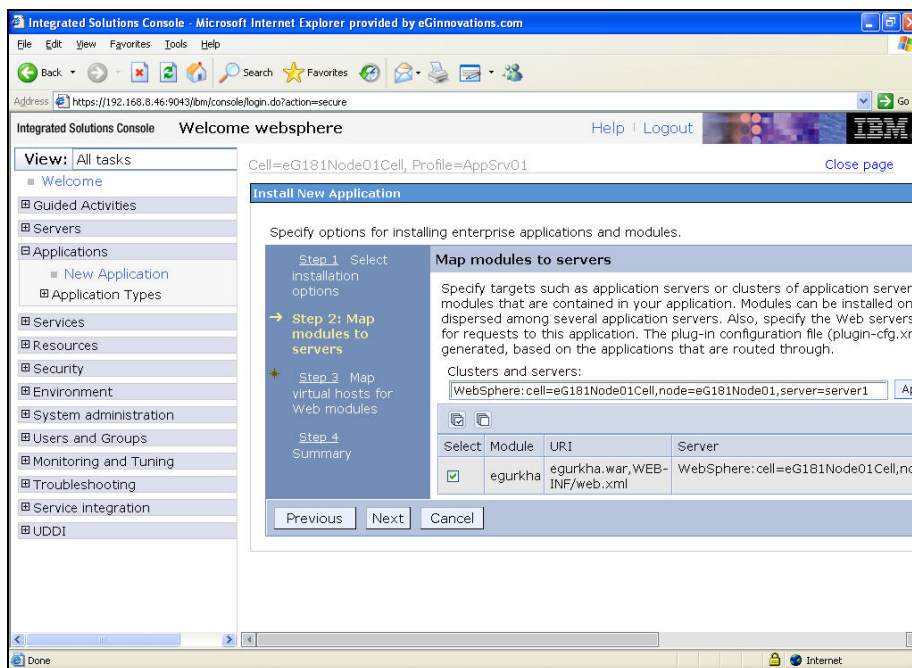 Integrated Solutions Console - Microsoft Internet Explorer provided by eGinnovations.com
File Edit View Favorites Tools Help
Back Search Favorites
Address https://192.168.8.46:9043/ibm/console/login.do?action=secure Go
Integrated Solutions Console Welcome websphere Help Logout IBM
View: All tasks
Welcome
Guided Activities
Servers
Applications
New Application
Application Types
Services
Resources
Security
Environment
System administration
Users and Groups
Monitoring and Tuning
Troubleshooting
Service integration
UDDI
Cell=eG181Node01Cell, Profile=AppSrv01 Close page
Install New Application
Specify options for installing enterprise applications and modules.
Step 1 Select
installation
options
Step 2: Map
modules to
servers
Step 3 Map
virtual hosts for
Web modules
Step 4
Summary
Map modules to servers
Specify targets such as application servers or clusters of application server
modules that are contained in your application. Modules can be installed on
dispersed among several application servers. Also, specify the Web servers
for requests to this application. The plug-in configuration file (plugin-cfg.xm
generated, based on the applications that are routed through.
Clusters and servers:
WebSphere:cell=eG181Node01Cell,node=eG181Node01,server=server1 Ap
Select Module URI Server
egurkha egurkha.war,WEB-
INF/web.xml WebSphere:cell=eG181Node01Cell,no
Previous Next Cancel
Done Internet